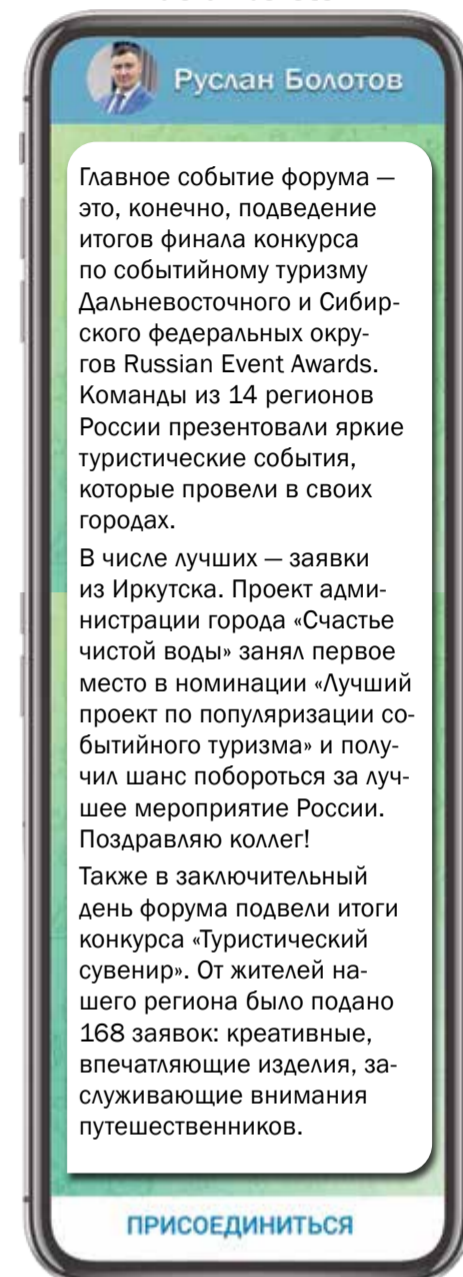 Руслан Болотов
Главное событие форума —
это, конечно, подведение
итогов финала конкурса
по событийному туризму
Дальневосточного и Сибир-
ского федеральных окру-
гов Russian Event Awards.
Команды из 14 регионов
России презентовали яркие
туристические события,
которые провели в своих
городах.
В числе лучших — заявки
из Иркутска. Проект адми-
нистрации города «Счастье
чистой воды» занял первое
место в номинации «Лучший
проект по популяризации со-
бытийного туризма» и полу-
чил шанс побороться за луч-
шее мероприятие России.
Поздравляю коллег!
Также в заключительный
день форума подвели итоги
конкурса «Туристический
сувенир». От жителей на-
шего региона было подано
168 заявок: креативные,
впечатляющие изделия, за-
служивающие внимания
путешественников.
ПРИСОЕДИНИТЬСЯ